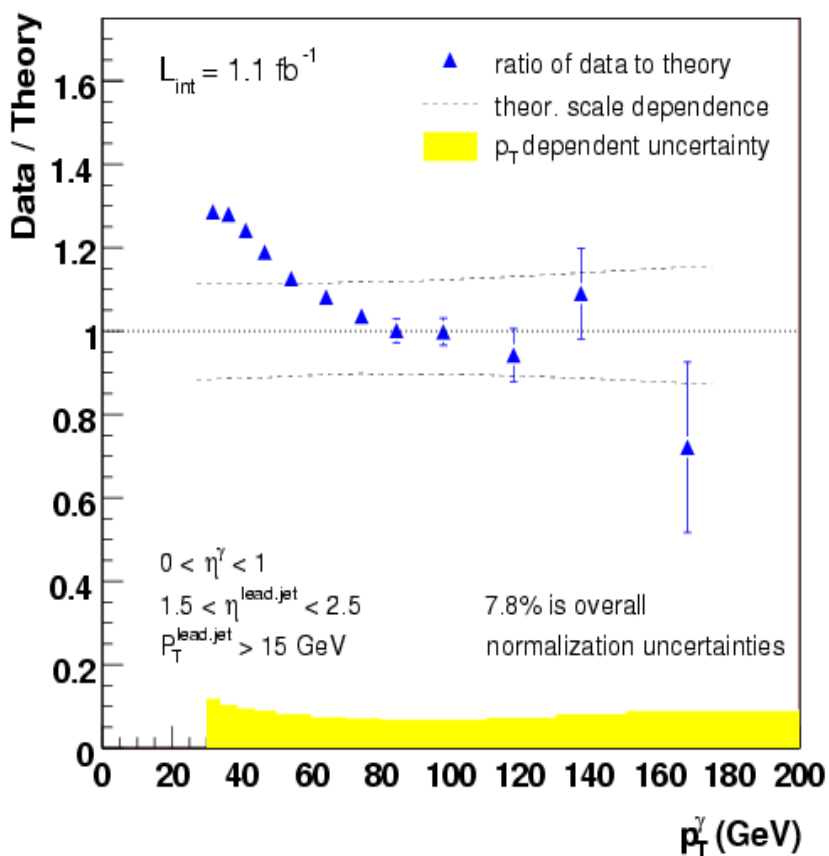 L_int = 1.1 fb^-1
ratio of data to theory
theor. scale dependence
p_T dependent uncertainty
Data / Theory
1.6
1.4
1.2
1
0.8
0.6
0.4
0.2
0
0 < η^γ < 1
1.5 < η^lead.jet < 2.5
P_T^lead.jet > 15 GeV
7.8% is overall
normalization uncertainties
0 20 40 60 80 100 120 140 160 180 200
p_T^γ (GeV)